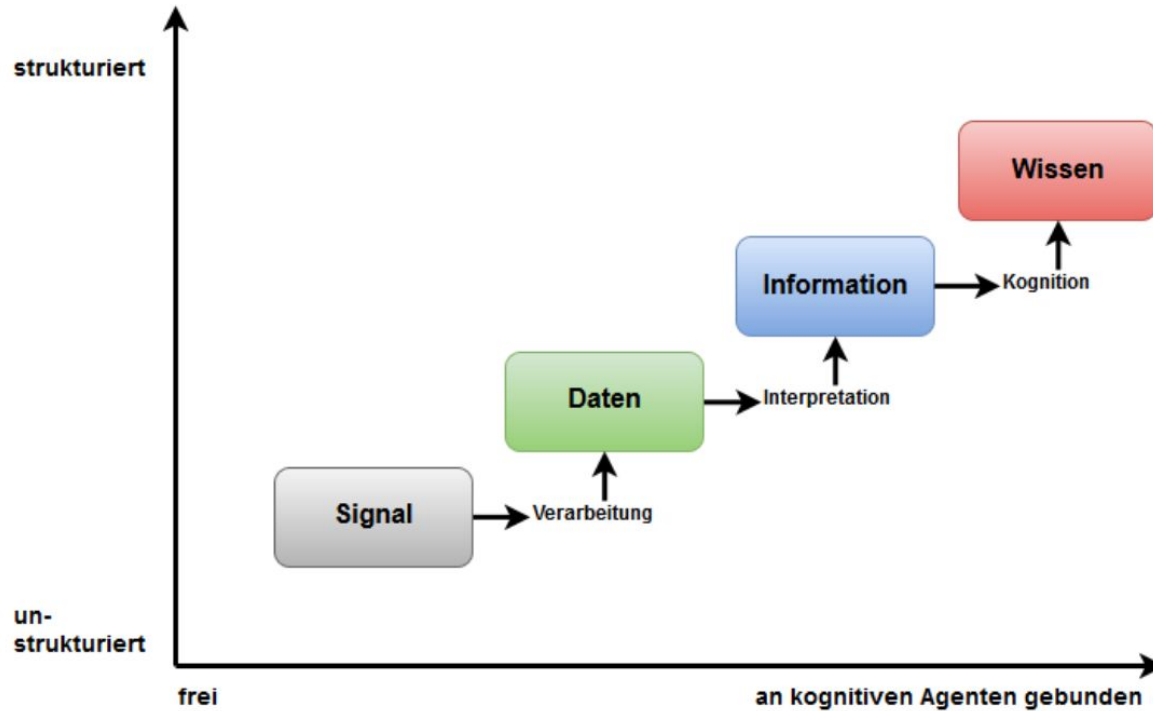 strukturiert
Wissen
Information
Kognition
Daten
Interpretation
Signal
Verarbeitung
un-
strukturiert
frei
an kognitiven Agenten gebunden